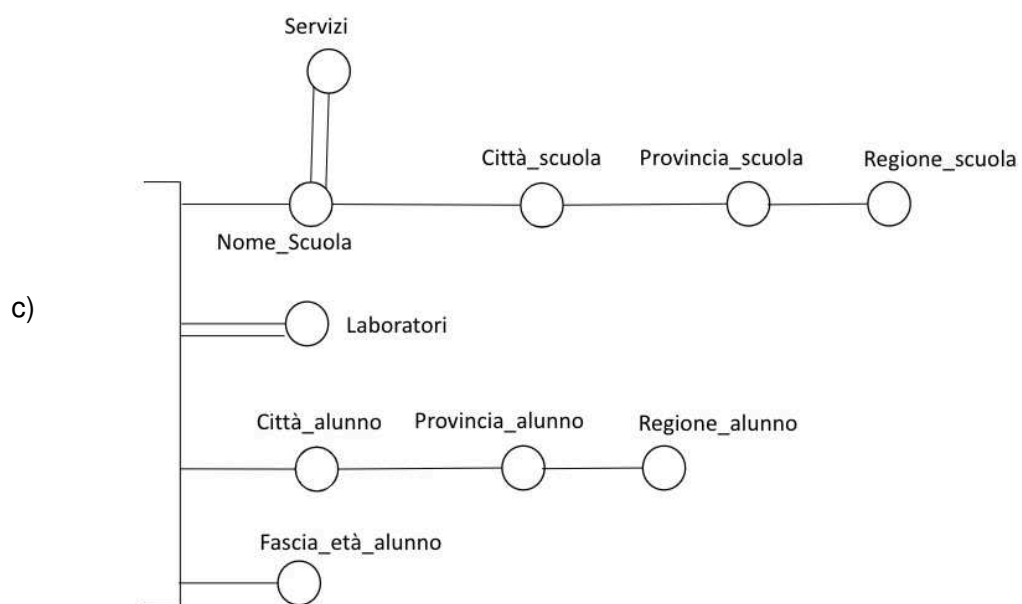 Servizi
Città_scuola Provincia_scuola Regione_scuola
Nome_Scuola
c)
Laboratori
Città_alunno Provincia_alunno Regione_alunno
Fascia_età_alunno